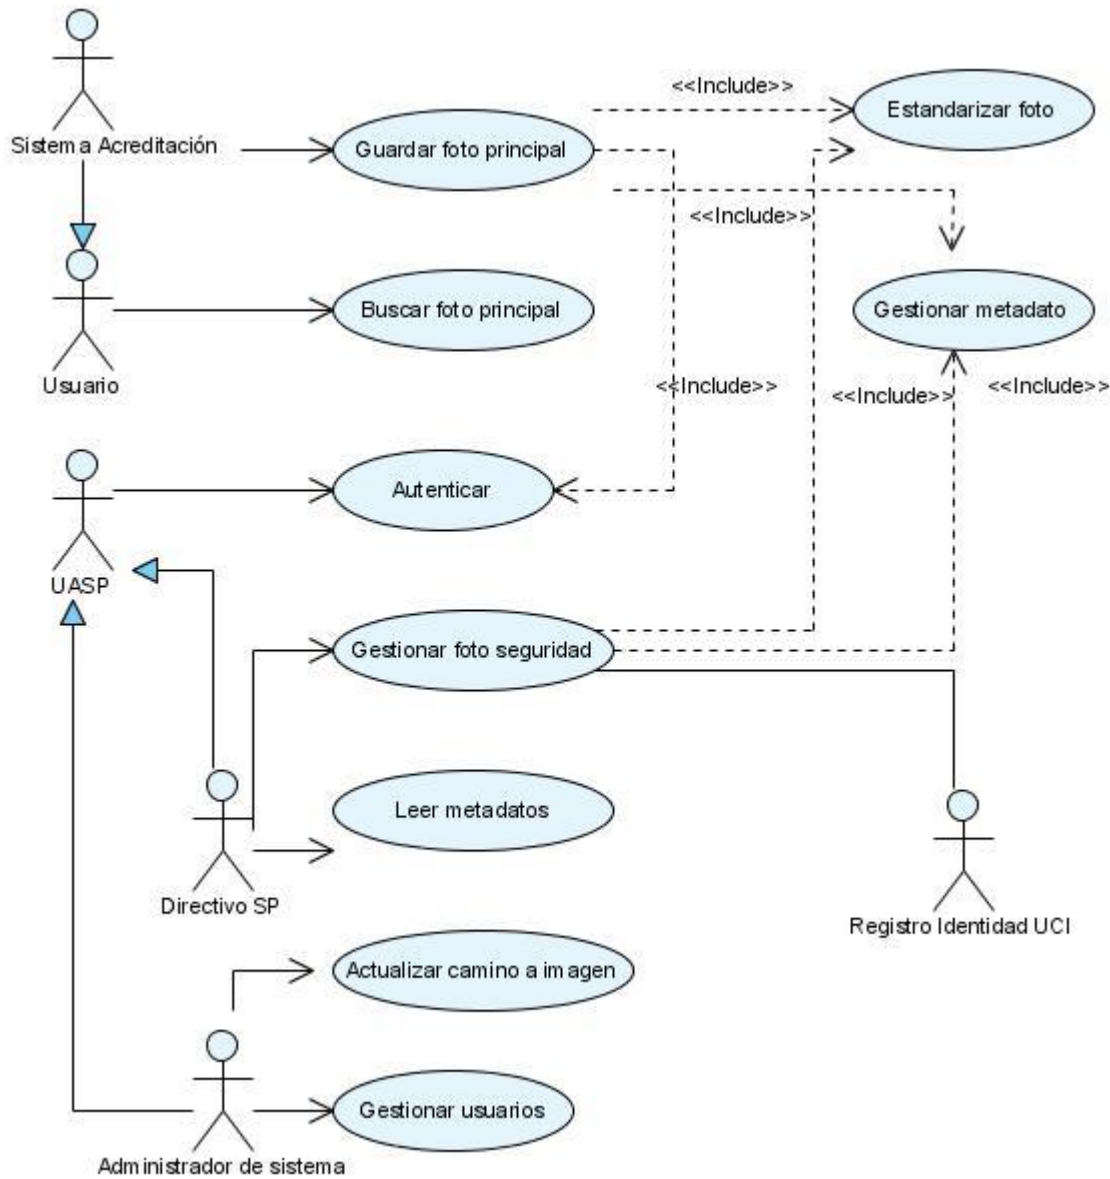 <<Include>>
Estandarizar foto
Sistema Acreditación
Guardar foto principal
<<Include>>
Buscar foto principal
Gestionar metadato
Usuario
<<Include>>
<<Include>>
<<Include>>
Autenticar
UASP
Gestionar foto seguridad
Leer metadatos
Directivo SP
Registro Identidad UCI
Actualizar camino a imagen
Gestionar usuarios
Administrador de sistema